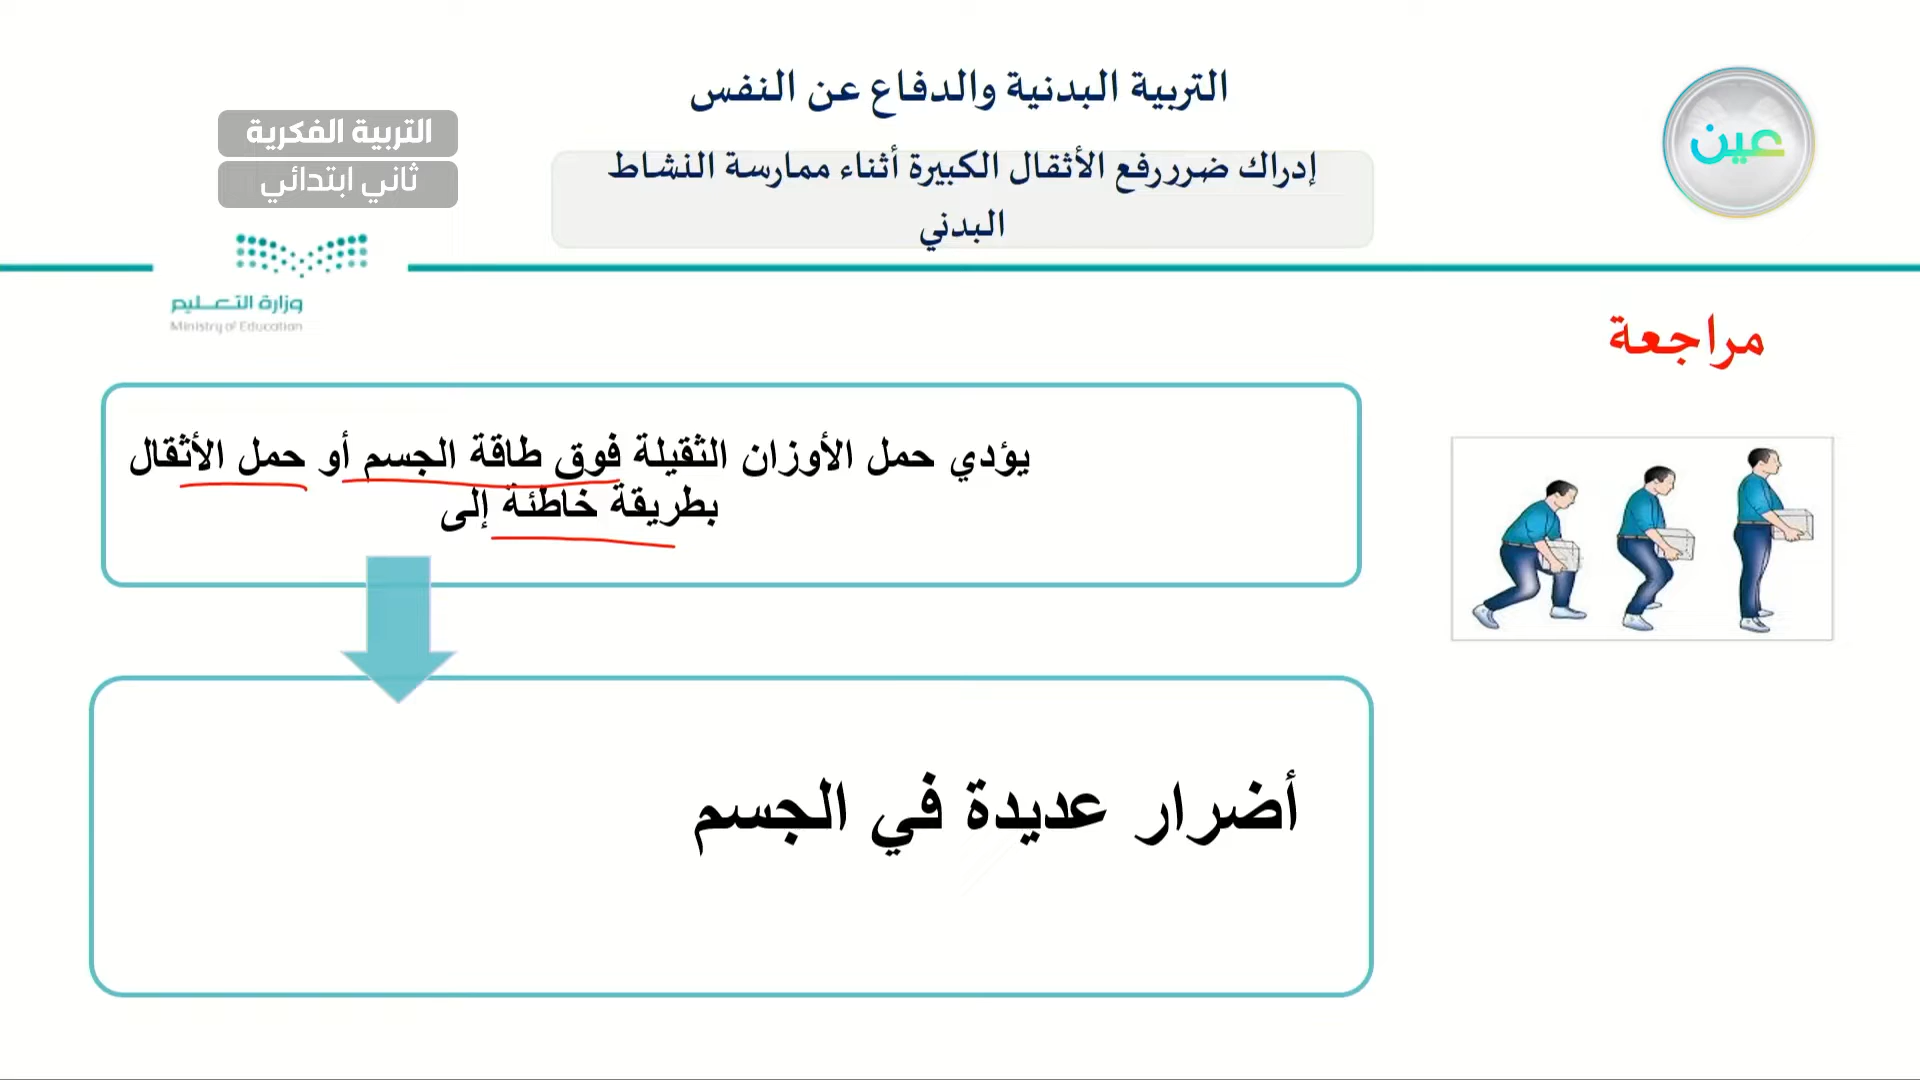 التربية البدنية والدفاع عن النفس
عين
التربية الفكرية
ثاني ابتدائي
إدراك ضرررفع الأثقال الكبيرة أثناء ممارسة النشاط
البدني
وزارة التعليم
Ministry of Education
مراجعة
يؤدي حمل الأوزان الثقيلة فوق طاقة الجسم أو حمل الأثقال
بطريقة خاطئة إلى
أضرار عديدة في الجسم